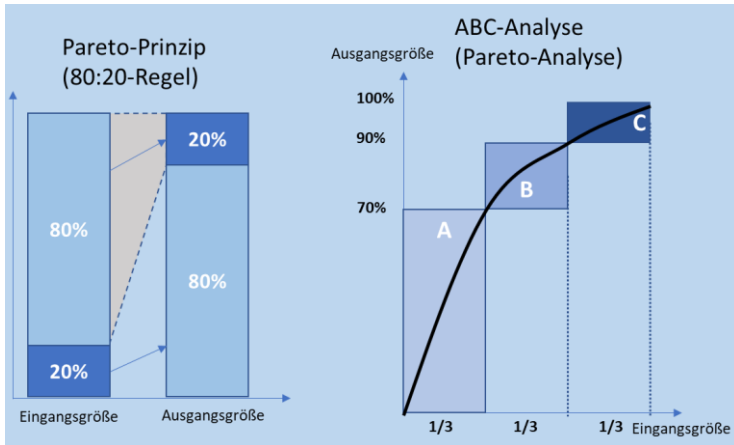 Pareto-Prinzip
(80:20-Regel)
20%
80%
80%
20%
Eingangsgröße
Ausgangsgröße
ABC-Analyse
(Pareto-Analyse)
Ausgangsgröße
100%
90%
70%
A
B
C
1/3
1/3
1/3
Eingangsgröße